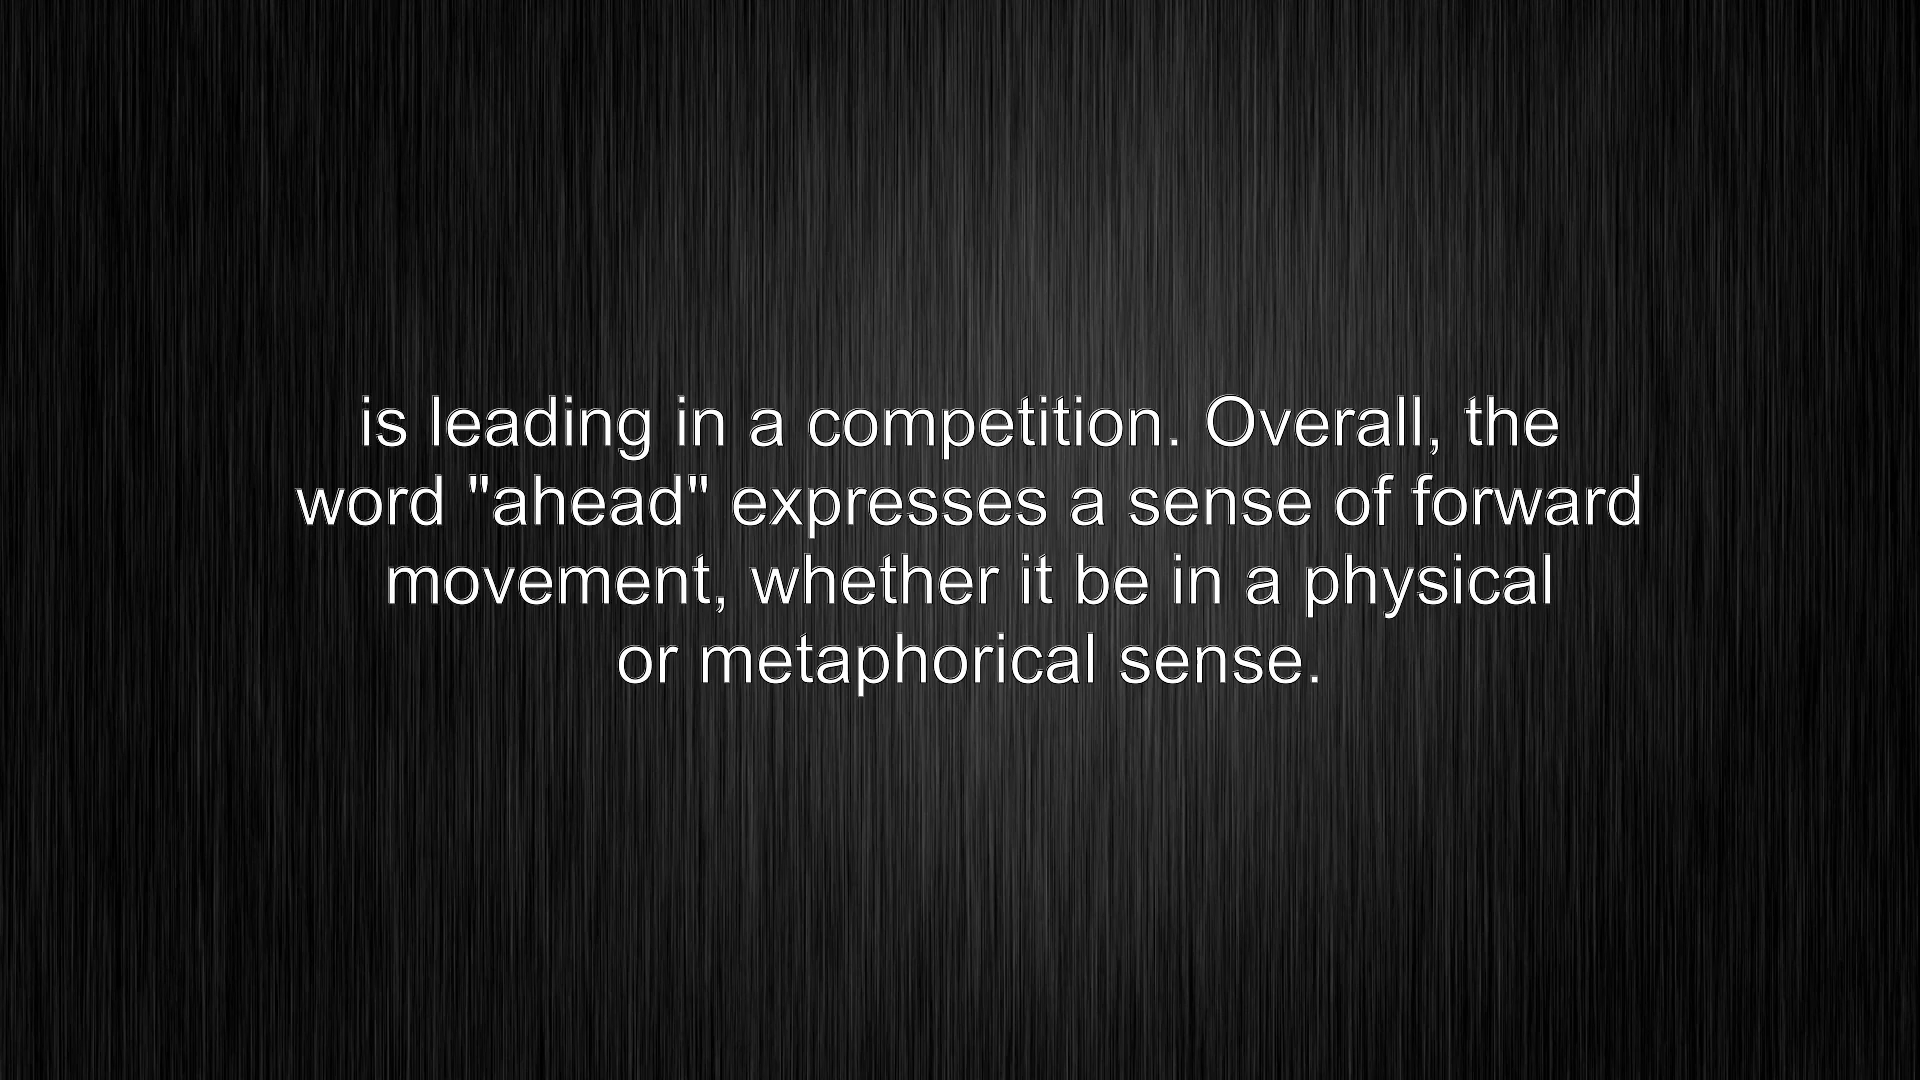 is leading in a competition. Overall, the
word "ahead" expresses a sense of forward
movement, whether it be in a physical
or metaphorical sense.